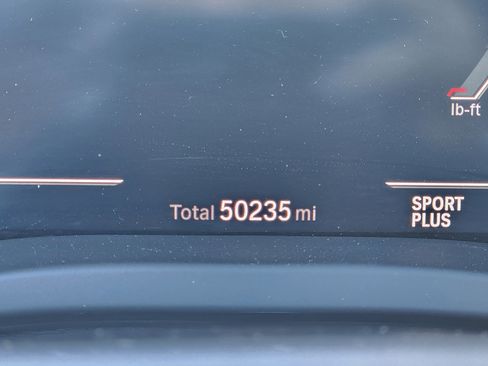 lb-ft
Total 50235 mi
SPORT
PLUS